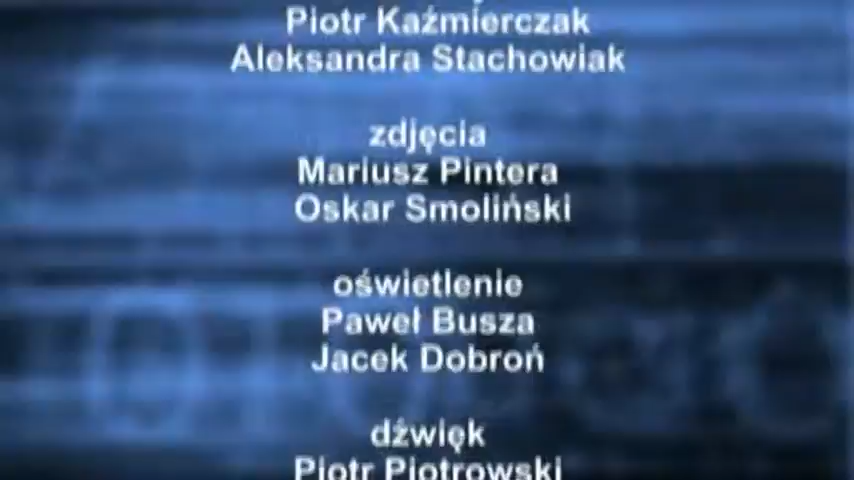 Piotr Kaźmierczak
Aleksandra Stachowiak
zdjęcia
Mariusz Pintera
Oskar Smoliński
oświetlenie
Paweł Busza
Jacek Dobroń
dźwięk
Piotr Piotrowski